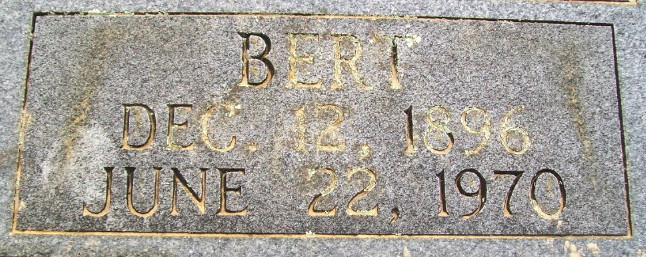 BERT
DEC. 12, 1896
JUNE 22, 1970